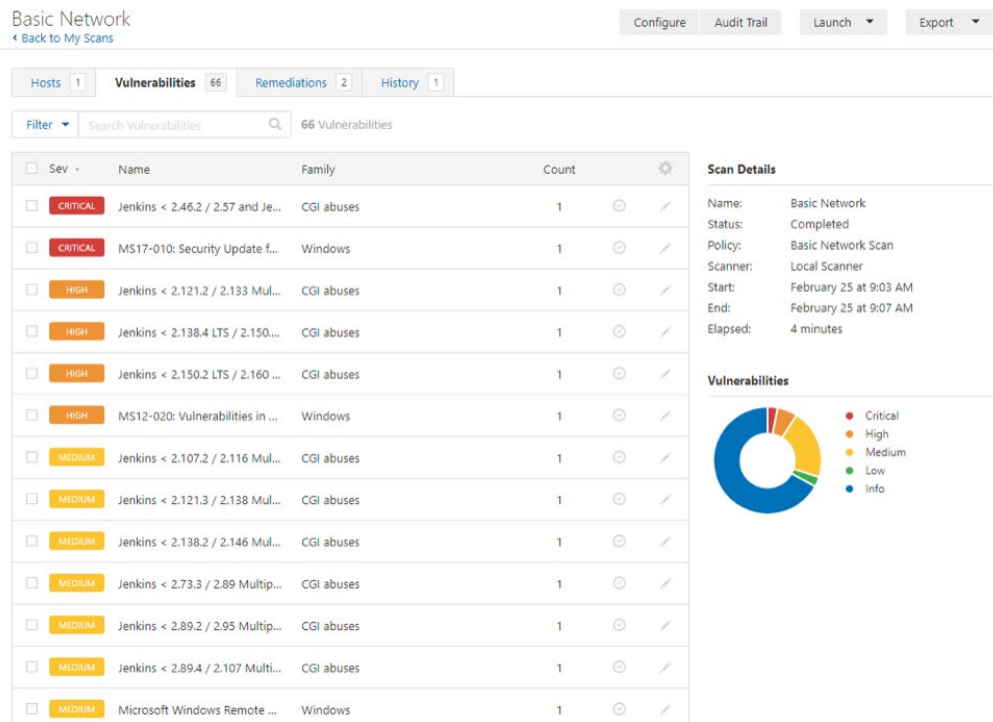 Basic Network
Back to My Scans
Configure Audit Trail Launch Export
Hosts 1 Vulnerabilities 66 Remediations 2 History 1
Filter Search Vulnerabilities 66 Vulnerabilities
Sev Name Family Count
CRITICAL Jenkins < 2.46.2 / 2.57 and Je... CGI abuses 1
CRITICAL MS17-010: Security Update f... Windows 1
HIGH Jenkins < 2.121.2 / 2.133 Mul... CGI abuses 1
HIGH Jenkins < 2.138.4 LTS / 2.150.... CGI abuses 1
HIGH Jenkins < 2.150.2 LTS / 2.160 ... CGI abuses 1
HIGH MS12-020: Vulnerabilities in ... Windows 1
MEDIUM Jenkins < 2.107.2 / 2.116 Mul... CGI abuses 1
MEDIUM Jenkins < 2.121.3 / 2.138 Mul... CGI abuses 1
MEDIUM Jenkins < 2.138.2 / 2.146 Mul... CGI abuses 1
MEDIUM Jenkins < 2.73.3 / 2.89 Multip... CGI abuses 1
MEDIUM Jenkins < 2.89.2 / 2.95 Multip... CGI abuses 1
MEDIUM Jenkins < 2.89.4 / 2.107 Multi... CGI abuses 1
MEDIUM Microsoft Windows Remote ... Windows 1
Scan Details
Name: Basic Network
Status: Completed
Policy: Basic Network Scan
Scanner: Local Scanner
Start: February 25 at 9:03 AM
End: February 25 at 9:07 AM
Elapsed: 4 minutes
Vulnerabilities
Critical
High
Medium
Low
Info